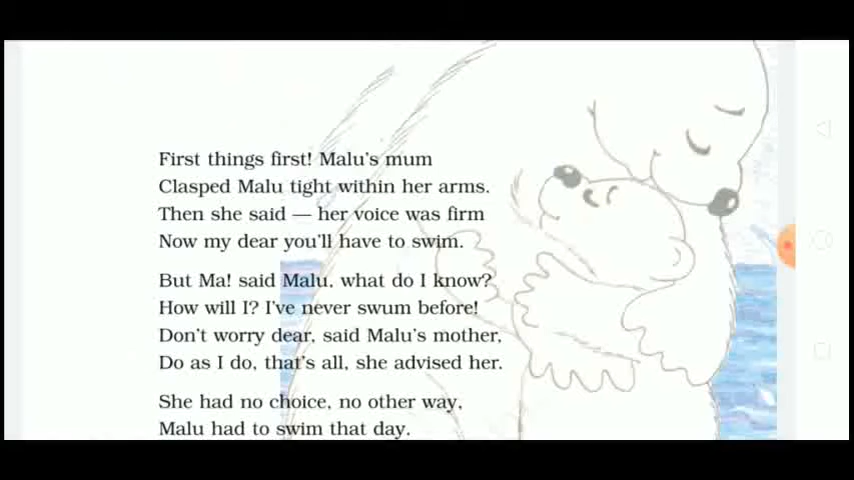 First things first! Malu's mum
Clasped Malu tight within her arms.
Then she said — her voice was firm
Now my dear you'll have to swim.
But Ma! said Malu, what do I know?
How will I? I've never swum before!
Don't worry dear, said Malu's mother,
Do as I do, that's all, she advised her.
She had no choice, no other way,
Malu had to swim that day.